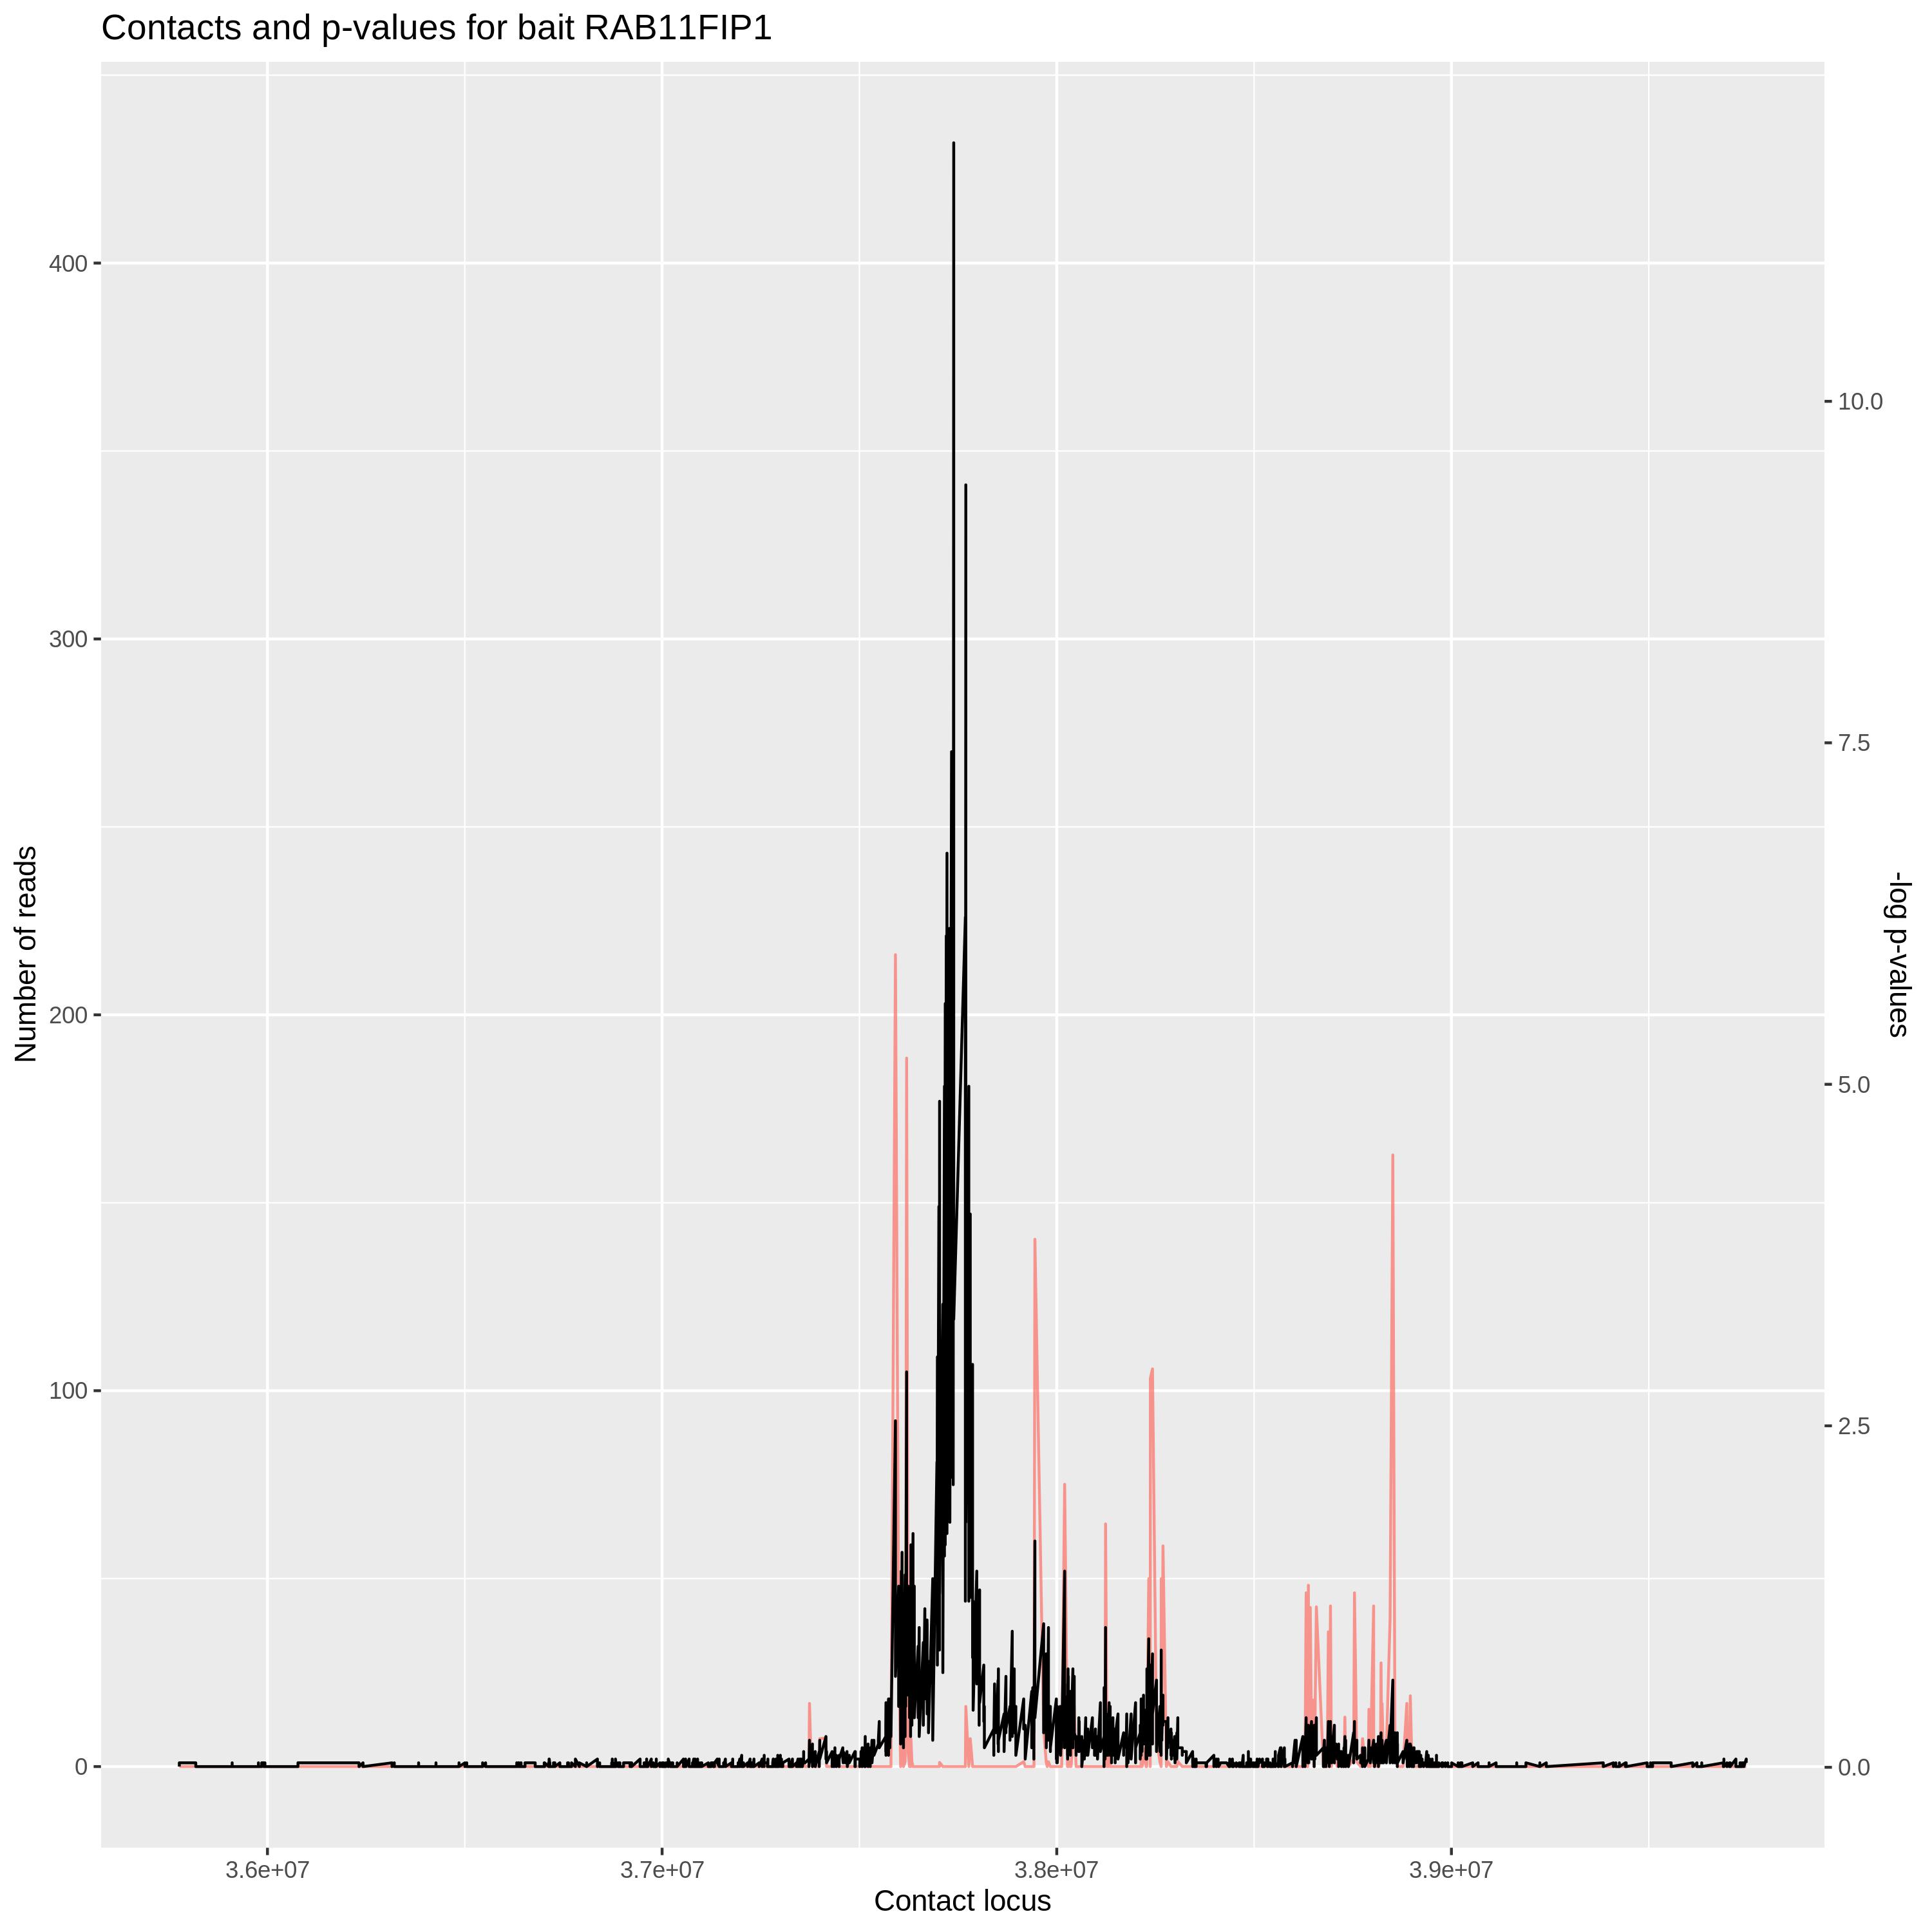 Contacts and p-values for bait RAB11FIP1
400
300
200
100
0
Number of reads
10.0
7.5
5.0
2.5
0.0
-log p-values
3.6e+07
3.7e+07
3.8e+07
3.9e+07
Contact locus